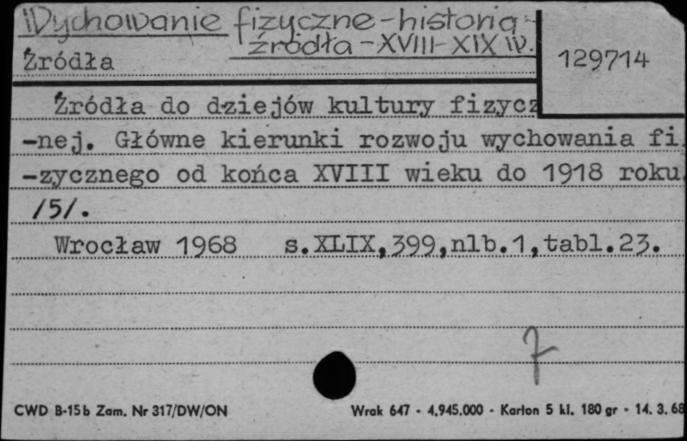 Wychowanie fizyczne-historia-
źródła-XVIII-XIX w.
Źródła
129714
Źródła do dziejów kultury fizycz
-nej. Główne kierunki rozwoju wychowania fi
-zycznego od końca XVIII wieku do 1918 roku
/5/.
Wrocław 1968 s.XLIX,399,nlb.1,tabl.23.
7
CWD B-15b Zam. Nr 317/DW/ON Wrak 647 - 4.945.000 - Karton 5 kl. 180 gr - 14. 3. 68